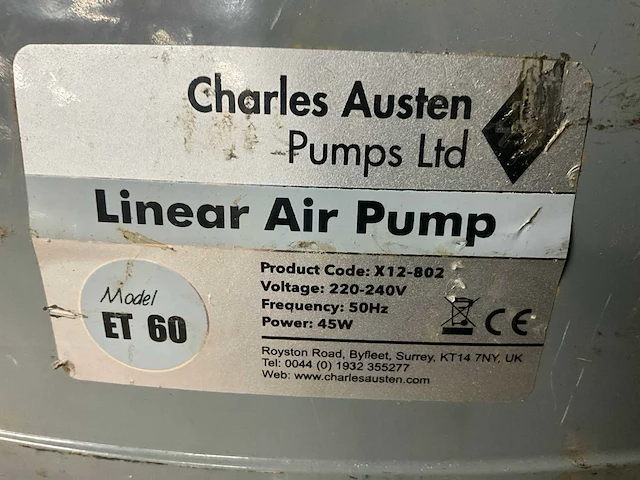 Charles Austen
Pumps Ltd
Linear Air Pump
Model
ET 60
Product Code: X12-802
Voltage: 220-240V
Frequency: 50Hz
Power: 45W
CE
Royston Road, Byfleet, Surrey, KT14 7NY, UK
Tel: 0044 (0) 1932 355277
Web: www.charlesausten.com